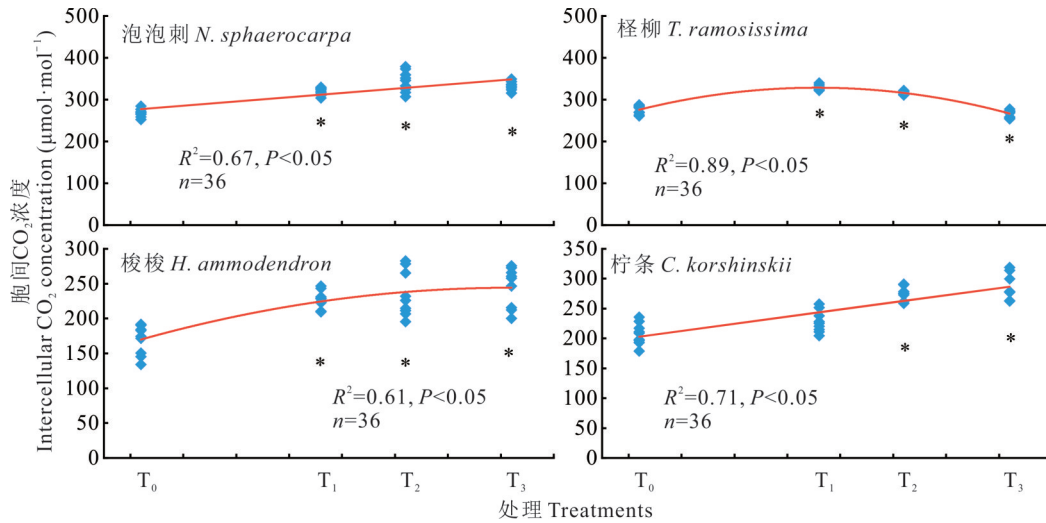 胞间CO₂浓度
Intercellular CO₂ concentration (μmol·mol⁻¹)
500
400
300
200
100
0
泡泡刺 N. sphaerocarpa
* * *
R²=0.67, P<0.05
n=36
500
400
300
200
100
0
柽柳 T. ramosissima
* * *
R²=0.89, P<0.05
n=36
300
250
200
150
100
50
0
梭梭 H. ammodendron
* * *
R²=0.61, P<0.05
n=36
T₀ T₁ T₂ T₃
350
300
250
200
150
100
50
0
柠条 C. korshinskii
* *
R²=0.71, P<0.05
n=36
T₀ T₁ T₂ T₃
处理 Treatments